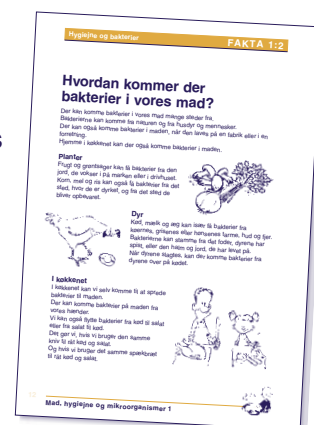 Hygiejne og bakterier
FAKTA 1:2
Hvordan kommer der
bakterier i vores mad?
Der kan komme bakterier i vores mad mange steder fra.
Bakterierne kan komme fra naturen og fra husdyr og mennesker.
Der kan også komme bakterier i maden, når den laves på en fabrik eller i en
forretning.
Hjemme i køkkenet kan der også komme bakterier i maden.
Planter
Frugt og grøntsager kan få bakterier fra den
jord, de vokser i på marken eller i drivhuset.
Korn, mel og ris kan også få bakterier fra det
sted, hvor de er dyrket, og fra det sted de
bliver opbevaret.
Dyr
Kød, mælk og æg kan især få bakterier fra
køernes, grisenes eller hønsenes tarme, hud og fjer.
Bakterierne kan stamme fra det foder, dyrene har
spist, eller den halm og jord, de har levet på.
Når dyrene slagtes, kan der komme bakterier fra
dyrene over på kødet.
I køkkenet
I køkkenet kan vi selv komme til at sprede
bakterier til maden.
Der kan komme bakterier på maden fra
vores hænder.
Vi kan også flytte bakterier fra kød til salat
eller fra salat til kød.
Det gør vi, hvis vi bruger den samme
kniv til råt kød og salat.
Og hvis vi bruger det samme spækbræt
til råt kød og salat.
Mad, hygiejne og mikroorganismer 1